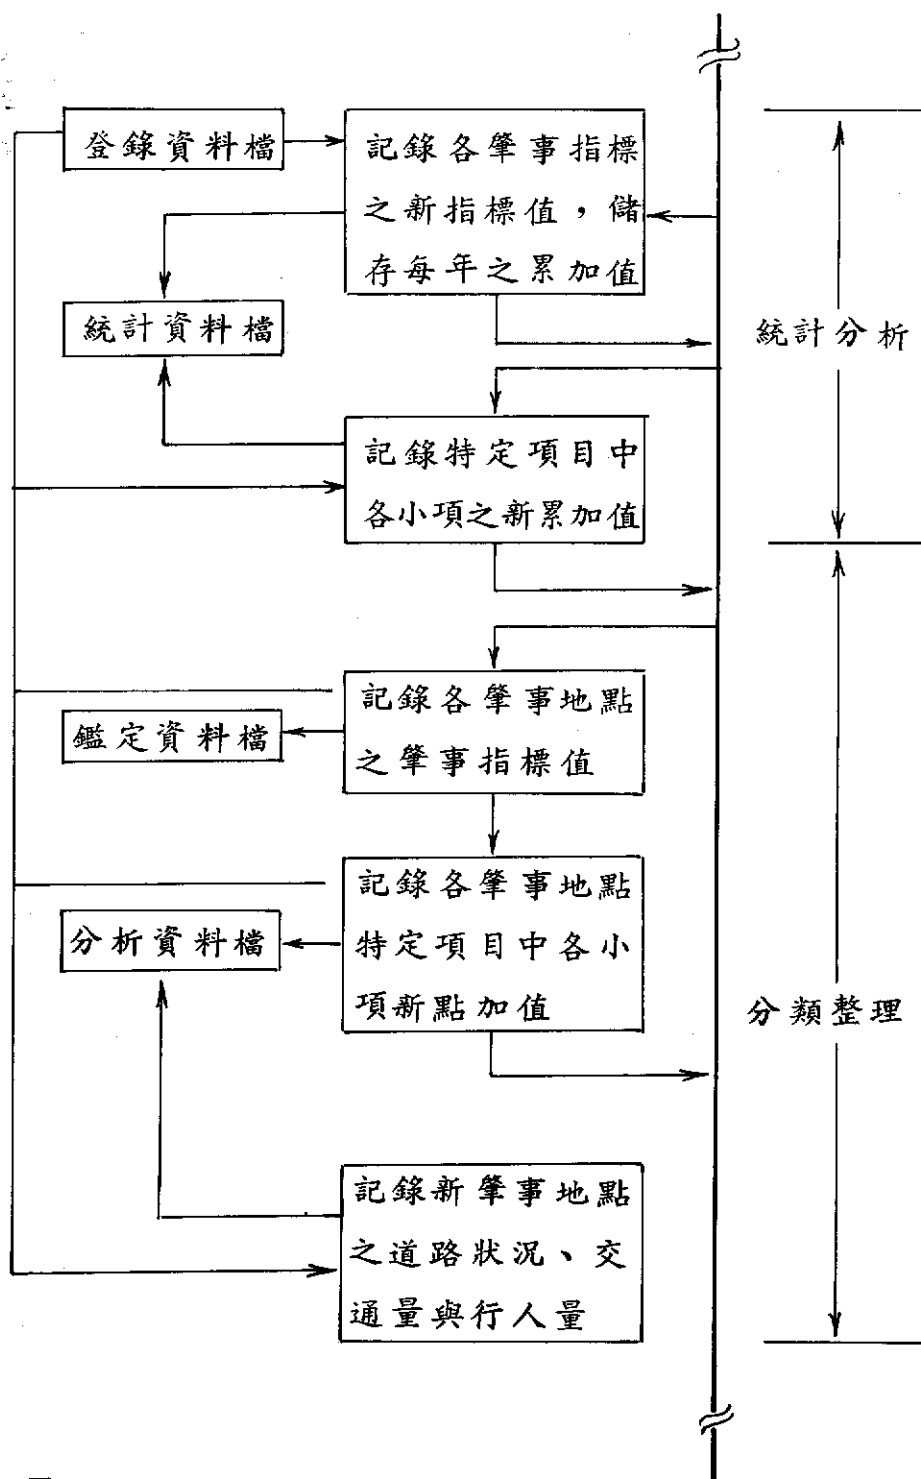 登錄資料檔
記錄各肇事指標
之新指標值，儲
存每年之累加值
統計資料檔
統計分析
記錄特定項目中
各小項之新累加值
記錄各肇事地點
之肇事指標值
鑑定資料檔
記錄各肇事地點
特定項目中各小
項新點加值
分析資料檔
分類整理
記錄新肇事地點
之道路狀況、交
通量與行人量